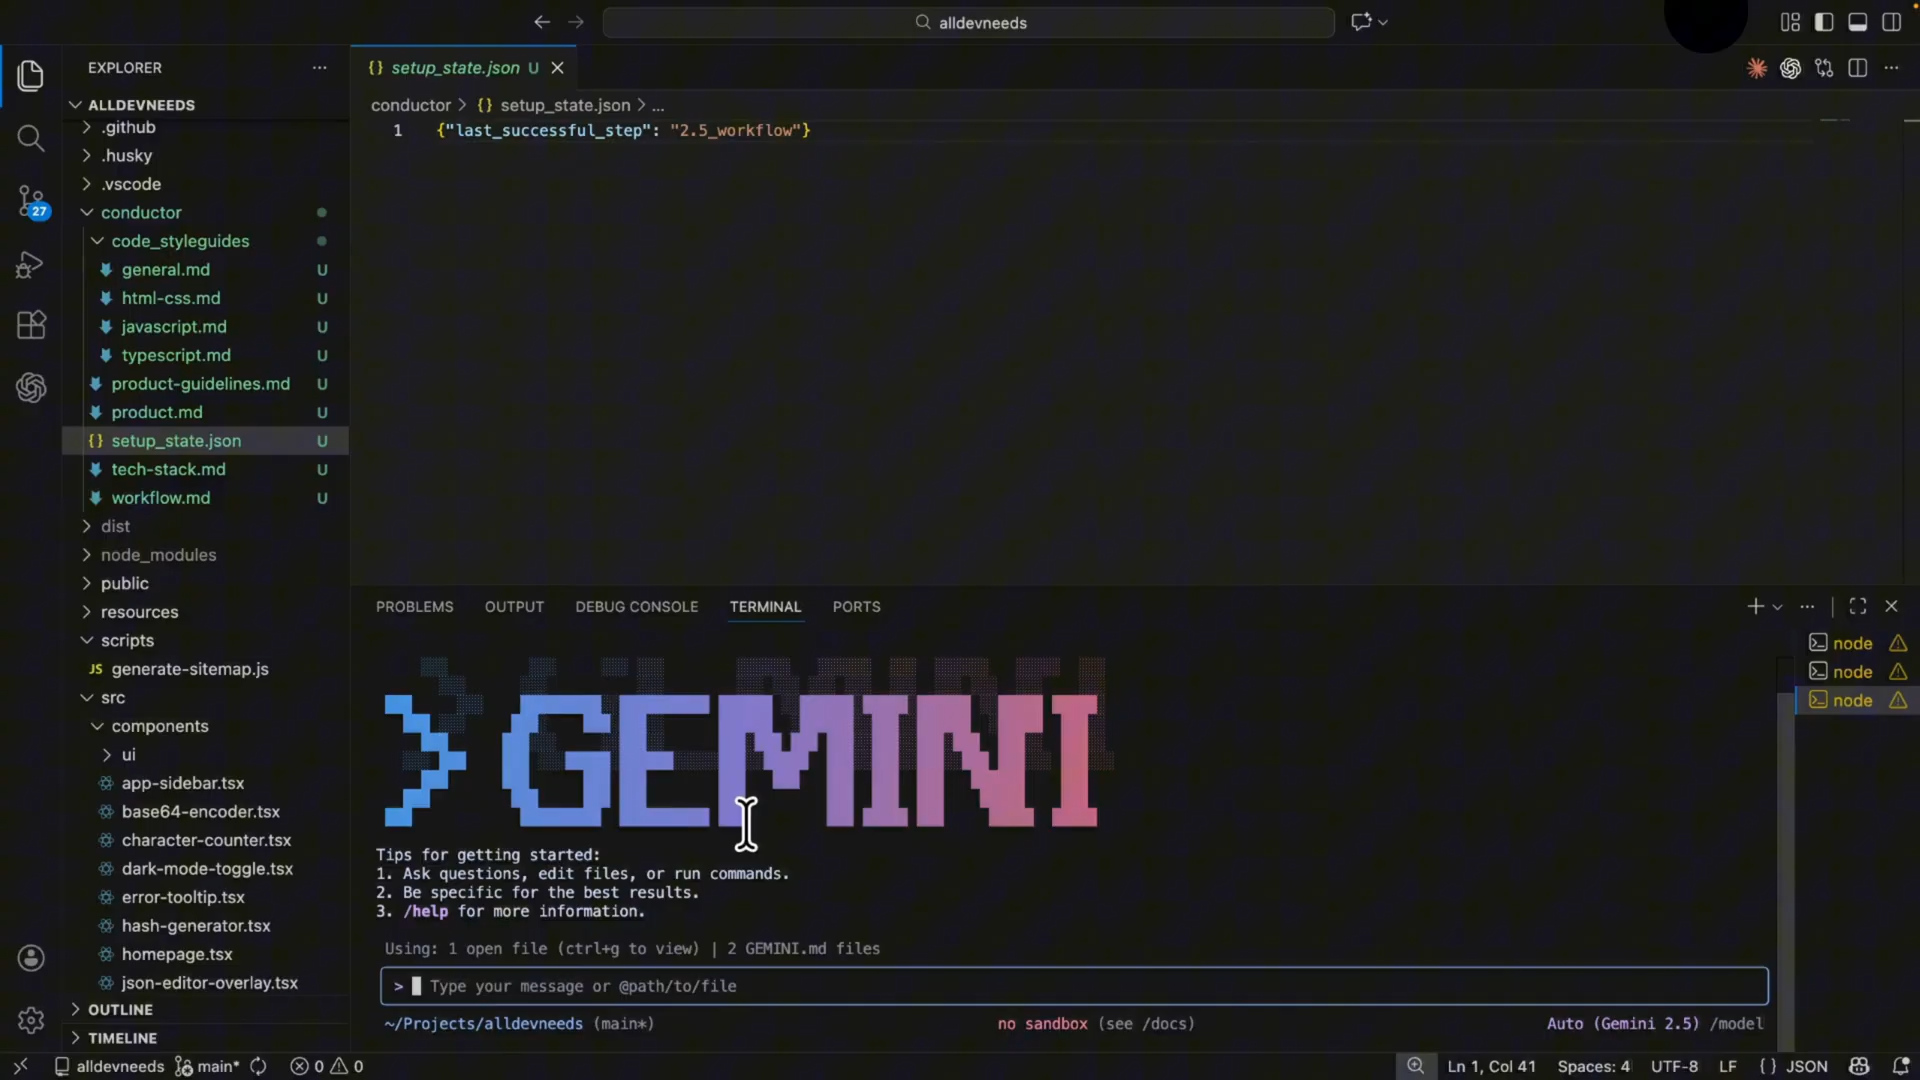 alldevneeds
EXPLORER
ALLDEVNEEDS
.github
.husky
.vscode
conductor
code_styleguides
general.md U
html-css.md U
javascript.md U
typescript.md U
product-guidelines.md U
product.md U
{} setup_state.json U
tech-stack.md U
workflow.md U
dist
node_modules
public
resources
scripts
JS generate-sitemap.js
src
components
ui
app-sidebar.tsx
base64-encoder.tsx
character-counter.tsx
dark-mode-toggle.tsx
error-tooltip.tsx
hash-generator.tsx
homepage.tsx
json-editor-overlay.tsx
OUTLINE
TIMELINE
27
{} setup_state.json U
conductor > {} setup_state.json > ...
1 {"last_successful_step": "2.5_workflow"}
PROBLEMS OUTPUT DEBUG CONSOLE TERMINAL PORTS
node
node
node
> GEMINI
Tips for getting started:
1. Ask questions, edit files, or run commands.
2. Be specific for the best results.
3. /help for more information.
Using: 1 open file (ctrl+g to view) | 2 GEMINI.md files
> Type your message or @path/to/file
~/Projects/alldevneeds (main*) no sandbox (see /docs) Auto (Gemini 2.5) /model
alldevneeds main* 0 0 Ln 1, Col 41 Spaces: 4 UTF-8 LF {} JSON